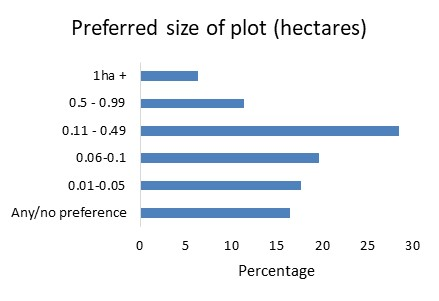 Preferred size of plot (hectares)
1ha +
0.5 - 0.99
0.11 - 0.49
0.06-0.1
0.01-0.05
Any/no preference
0 5 10 15 20 25 30
Percentage